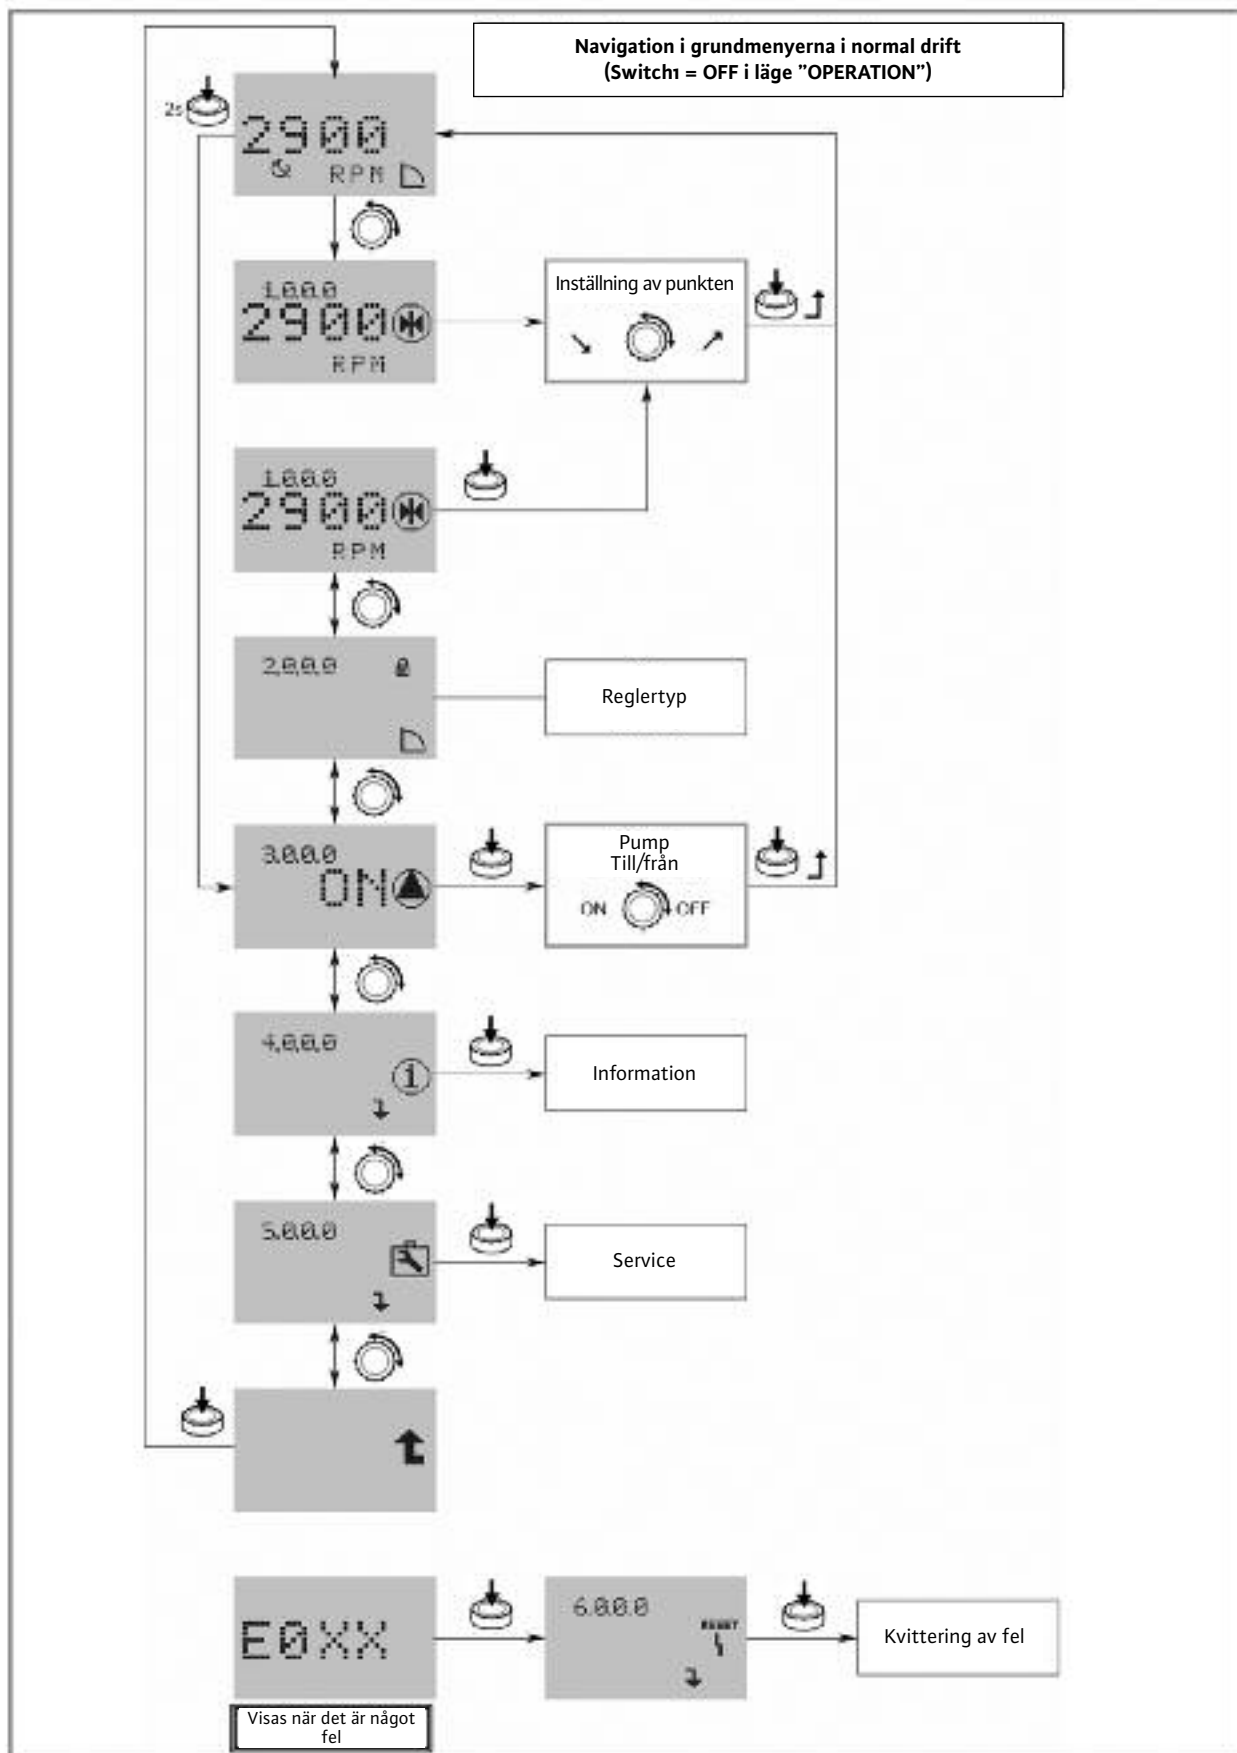 Navigation i grundmenyerna i normal drift
(Switch1 = OFF i läge ”OPERATION”)
2s
2900
RPM
1.0.0.0
2900
RPM
Inställning av punkten
1.0.0.0
2900
RPM
2.0.0.0
Reglertyp
3.0.0.0
ON
Pump
Till/från
ON OFF
4.0.0.0
i
Information
5.0.0.0
Service
E0XX
6.0.0.0
RESET
Kvittering av fel
Visas när det är något
fel